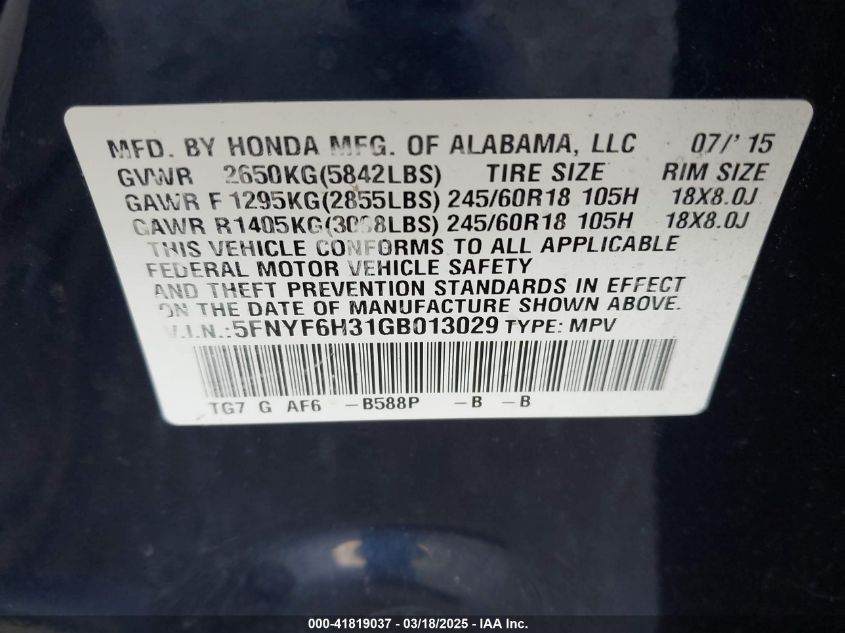 MFD. BY HONDA MFG. OF ALABAMA, LLC 07/'15
GVWR 2650KG(5842LBS) TIRE SIZE RIM SIZE
GAWR F 1295KG(2855LBS) 245/60R18 105H 18X8.0J
GAWR R1405KG(3098LBS) 245/60R18 105H 18X8.0J
THIS VEHICLE CONFORMS TO ALL APPLICABLE
FEDERAL MOTOR VEHICLE SAFETY
AND THEFT PREVENTION STANDARDS IN EFFECT
ON THE DATE OF MANUFACTURE SHOWN ABOVE.
V.I.N.:5FNYF6H31GB013029 TYPE: MPV
TG7 G AF6 -B588P -B -B
000-41819037 - 03/18/2025 - IAA Inc.